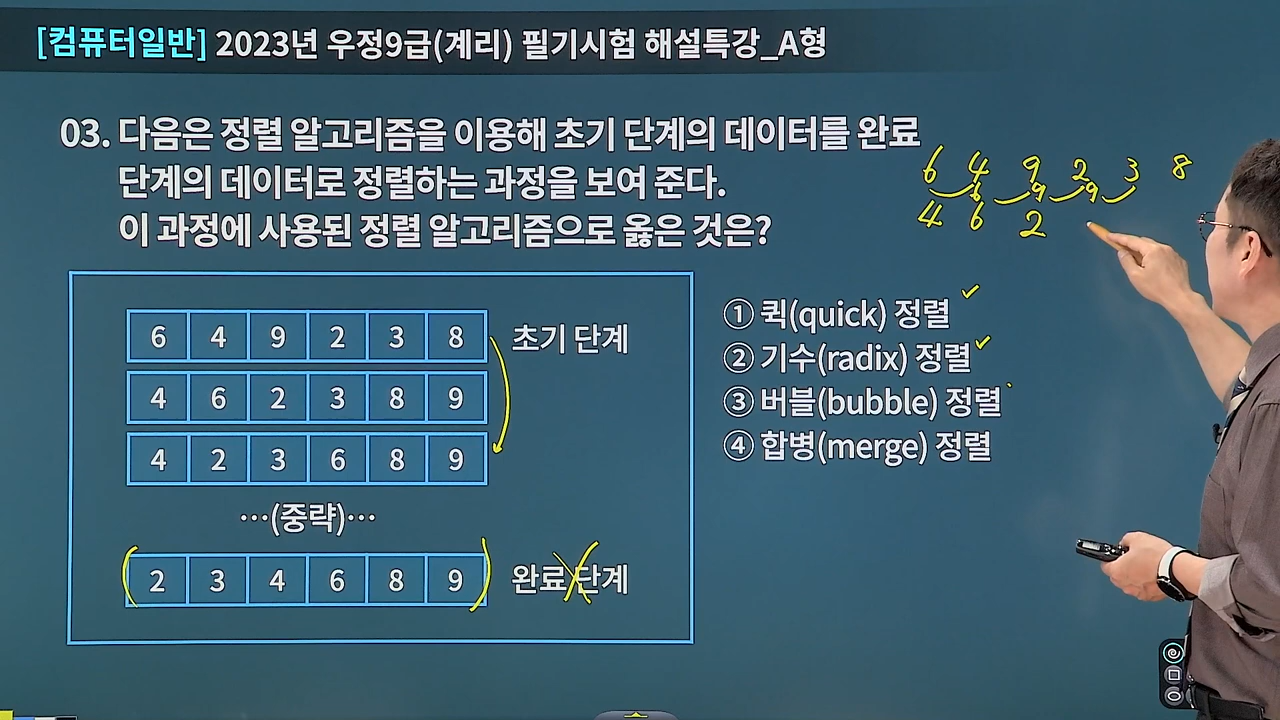 [컴퓨터일반] 2023년 우정9급(계리) 필기시험 해설특강_A형
03. 다음은 정렬 알고리즘을 이용해 초기 단계의 데이터를 완료
단계의 데이터로 정렬하는 과정을 보여 준다.
이 과정에 사용된 정렬 알고리즘으로 옳은 것은?
6 4 9 2 3 8
6 9 9
4 6 2
6 4 9 2 3 8 초기 단계
4 6 2 3 8 9
4 2 3 6 8 9
…(중략)…
2 3 4 6 8 9 완료 단계
① 퀵(quick) 정렬
② 기수(radix) 정렬
③ 버블(bubble) 정렬
④ 합병(merge) 정렬